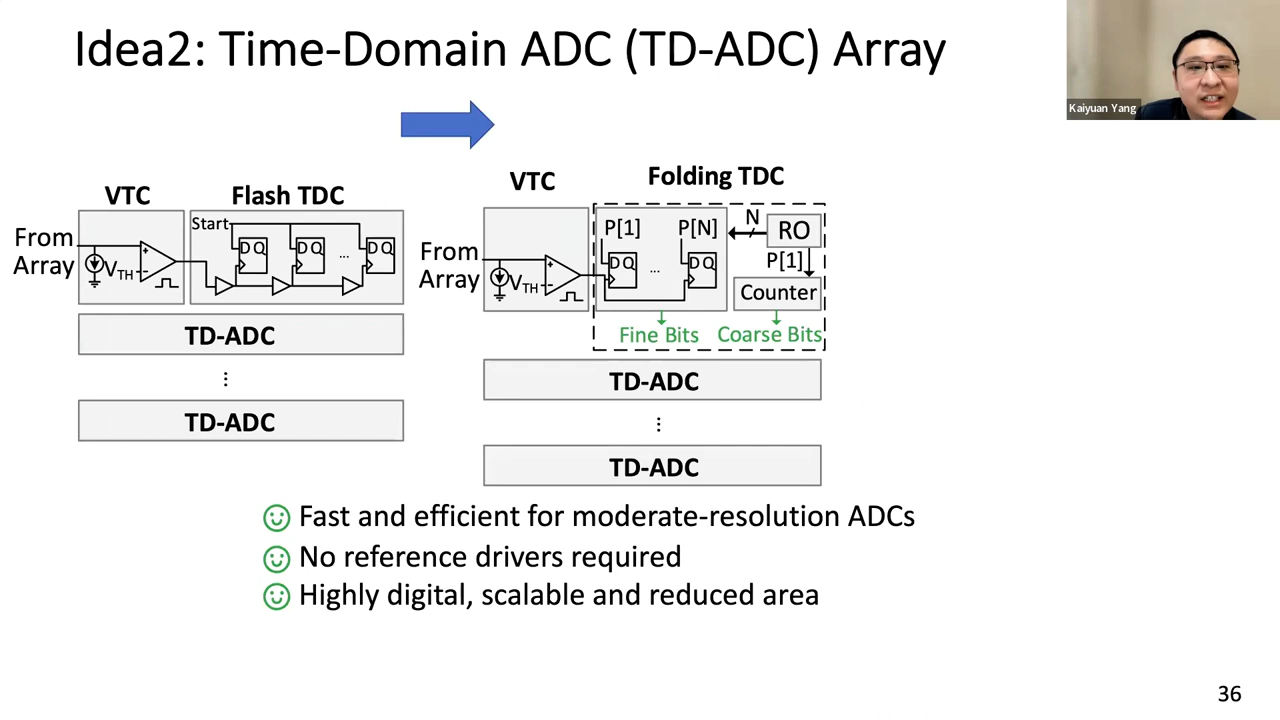 Idea2: Time-Domain ADC (TD-ADC) Array
Kaiyuan Yang
VTC
Flash TDC
From
Array
VTH
+
-
Start
D Q
D Q
...
D Q
TD-ADC
...
TD-ADC
VTC
Folding TDC
From
Array
VTH
+
-
P[1]
P[N]
D Q
...
D Q
N
RO
P[1]
Counter
Fine Bits
Coarse Bits
TD-ADC
...
TD-ADC
Fast and efficient for moderate-resolution ADCs
No reference drivers required
Highly digital, scalable and reduced area
36